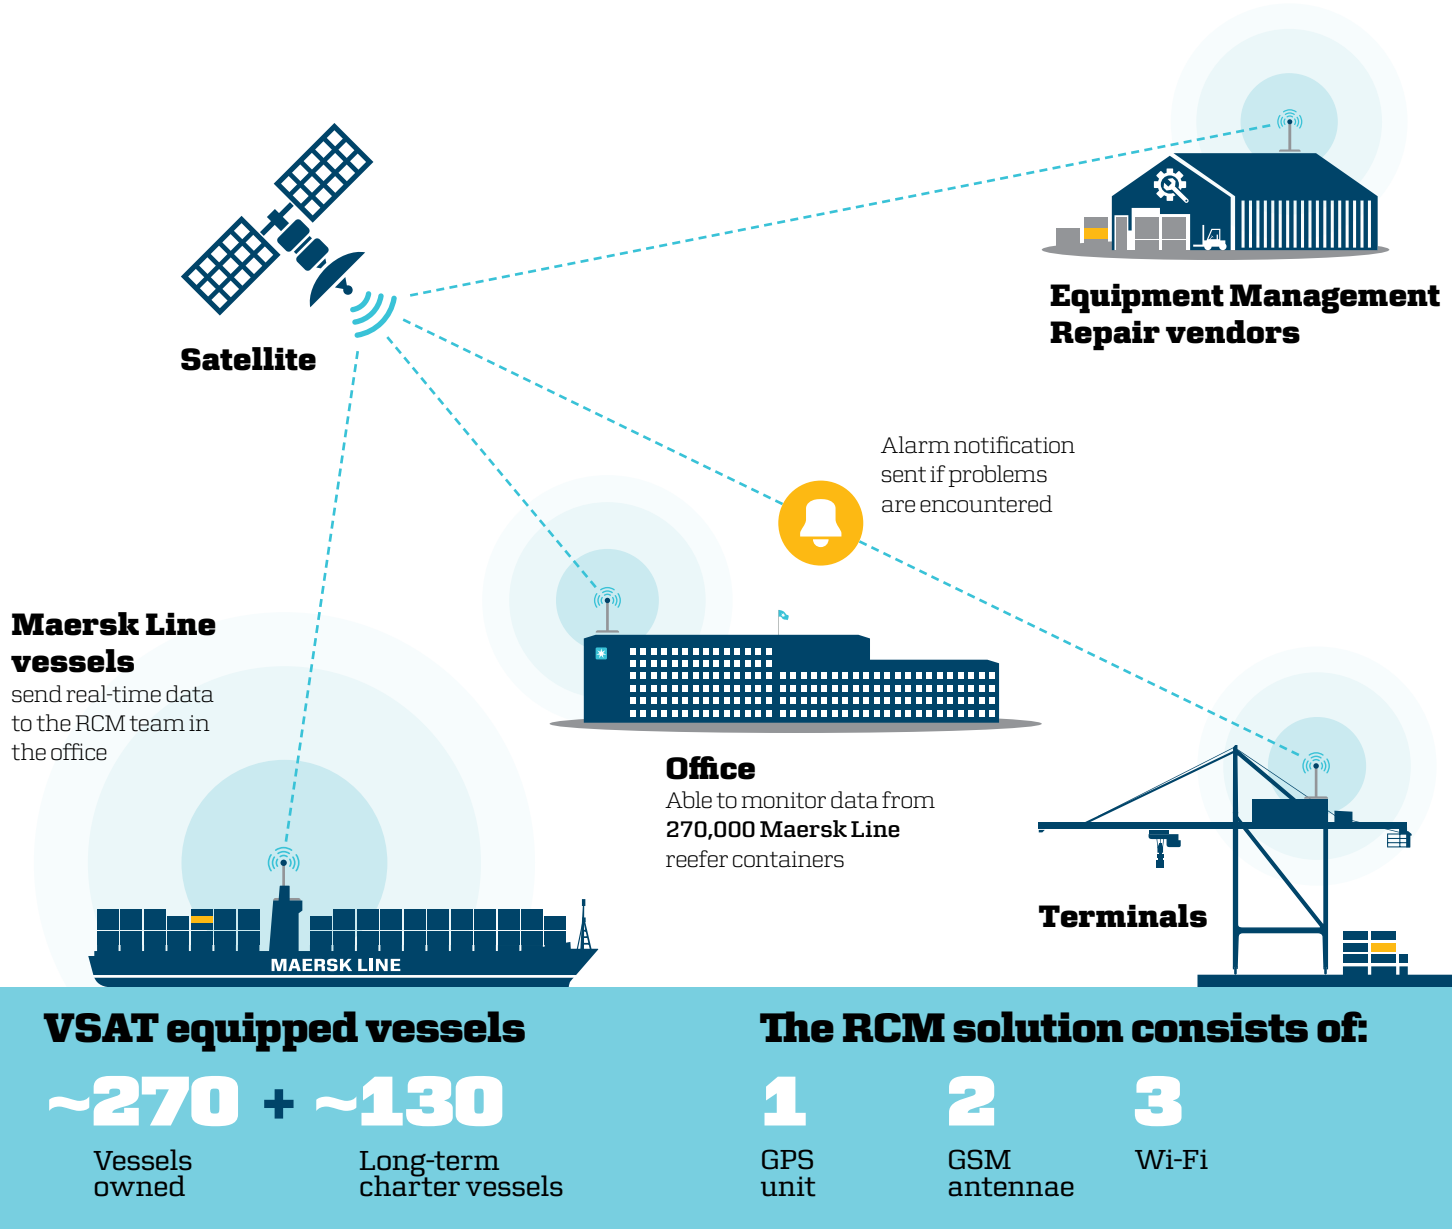 Equipment Management
Repair vendors
Satellite
Alarm notification
sent if problems
are encountered
Maersk Line
vessels
send real-time data
to the RCM team in
the office
Office
Able to monitor data from
270,000 Maersk Line
reefer containers
Terminals
MAERSK LINE
VSAT equipped vessels
~270 + ~130
Vessels
owned
Long-term
charter vessels
The RCM solution consists of:
1
GPS
unit
2
GSM
antennae
3
Wi-Fi